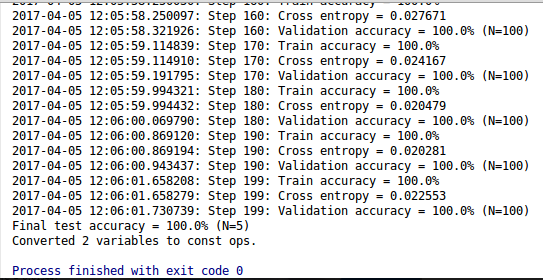 2017-04-05 12:05:58.250097: Step 160: Cross entropy = 0.027671
2017-04-05 12:05:58.321926: Step 160: Validation accuracy = 100.0% (N=100)
2017-04-05 12:05:59.114839: Step 170: Train accuracy = 100.0%
2017-04-05 12:05:59.114910: Step 170: Cross entropy = 0.024167
2017-04-05 12:05:59.191795: Step 170: Validation accuracy = 100.0% (N=100)
2017-04-05 12:05:59.994321: Step 180: Train accuracy = 100.0%
2017-04-05 12:05:59.994432: Step 180: Cross entropy = 0.020479
2017-04-05 12:06:00.069790: Step 180: Validation accuracy = 100.0% (N=100)
2017-04-05 12:06:00.869120: Step 190: Train accuracy = 100.0%
2017-04-05 12:06:00.869194: Step 190: Cross entropy = 0.020281
2017-04-05 12:06:00.943437: Step 190: Validation accuracy = 100.0% (N=100)
2017-04-05 12:06:01.658208: Step 199: Train accuracy = 100.0%
2017-04-05 12:06:01.658279: Step 199: Cross entropy = 0.022553
2017-04-05 12:06:01.730739: Step 199: Validation accuracy = 100.0% (N=100)
Final test accuracy = 100.0% (N=5)
Converted 2 variables to const ops.
Process finished with exit code 0